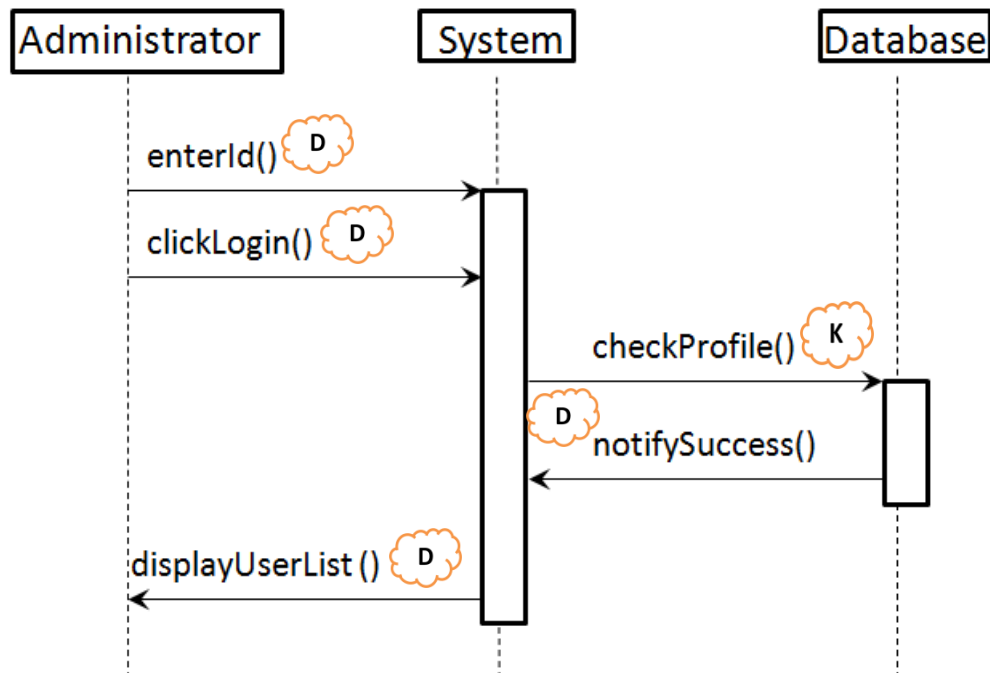 Administrator
System
Database
enterId()
D
clickLogin()
D
checkProfile()
K
D
notifySuccess()
displayUserList ()
D